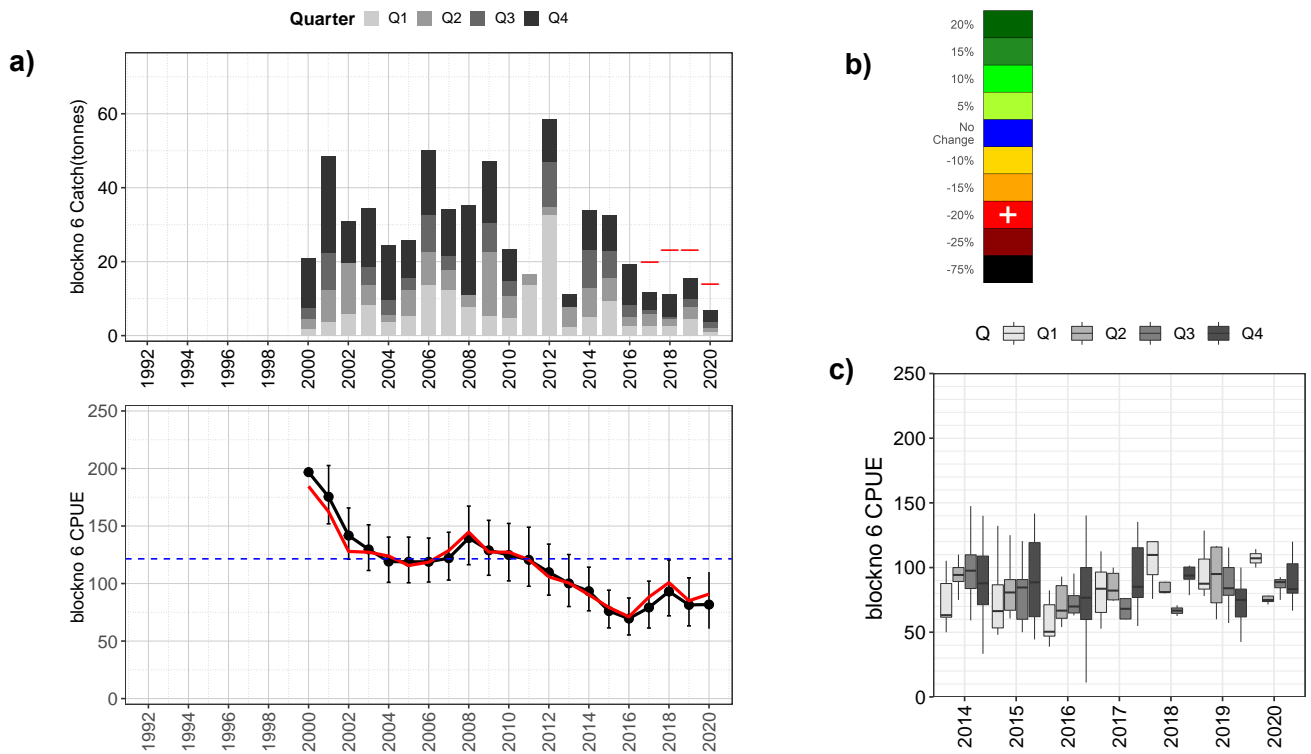 Quarter Q1 Q2 Q3 Q4
a)
blockno 6 Catch(tonnes)
60
40
20
0
1992 1994 1996 1998 2000 2002 2004 2006 2008 2010 2012 2014 2016 2018 2020
blockno 6 CPUE
250
200
150
100
50
0
1992 1994 1996 1998 2000 2002 2004 2006 2008 2010 2012 2014 2016 2018 2020
b)
20%
15%
10%
5%
No
Change
-10%
-15%
-20%
+
-25%
-75%
Q Q1 Q2 Q3 Q4
c)
blockno 6 CPUE
250
200
150
100
50
0
2014 2015 2016 2017 2018 2019 2020